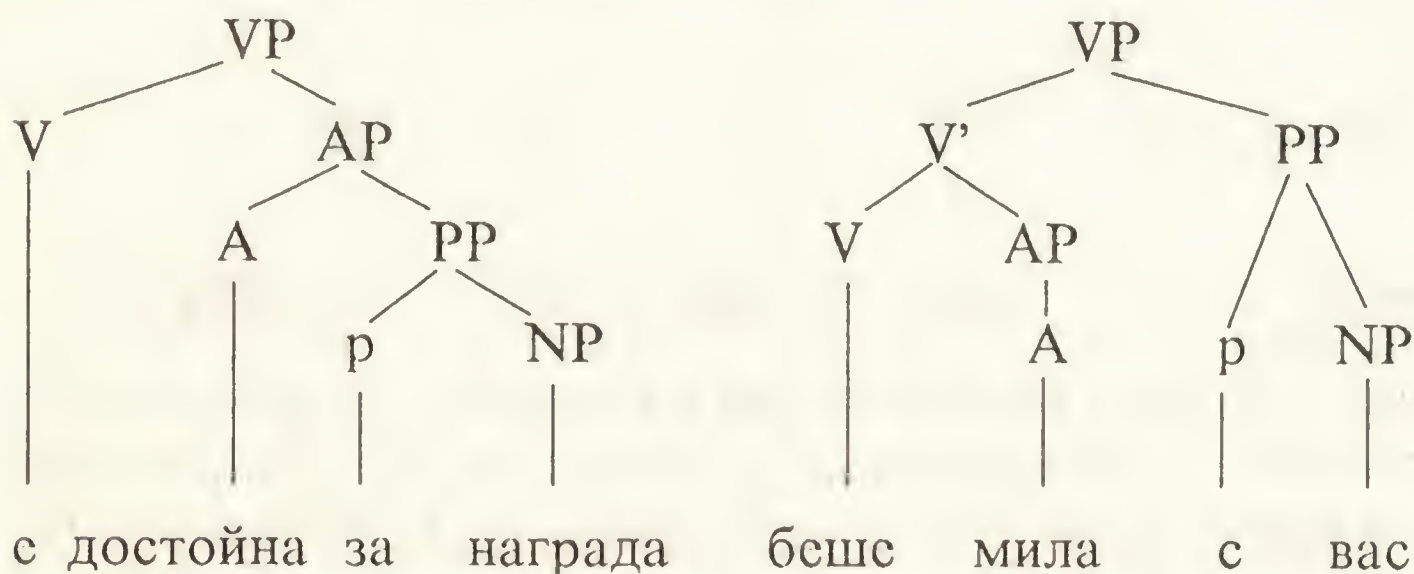 VP VP
V AP V' PP
A PP V AP
p NP A p NP
е достойна за награда беше мила с вас